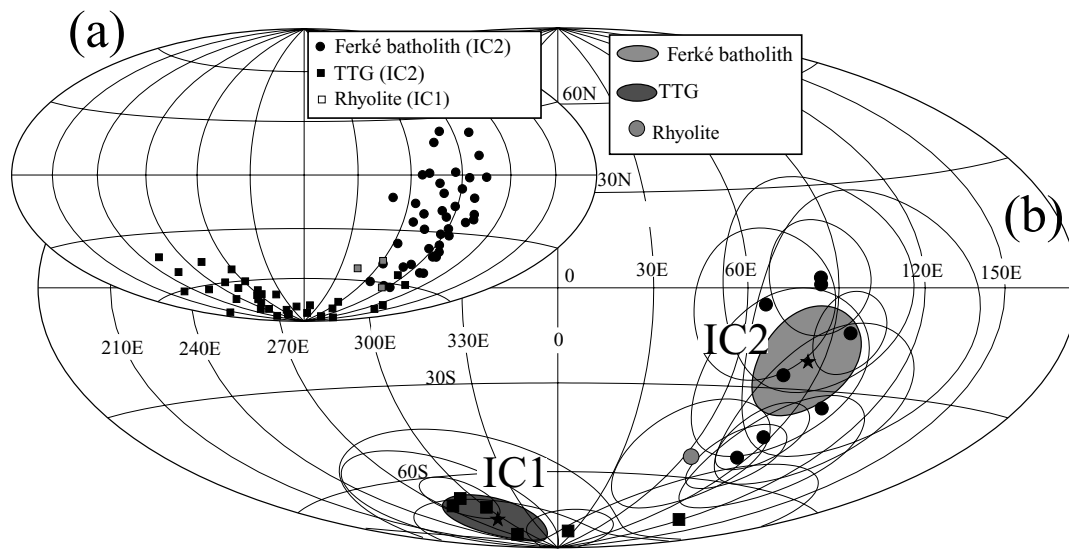 (a)
Ferké batholith (IC2)
TTG (IC2)
Rhyolite (IC1)
Ferké batholith
TTG
Rhyolite
60N
30N
(b)
0
30E
60E
120E
150E
IC2
210E
240E
270E
300E
330E
0
30S
60S
IC1